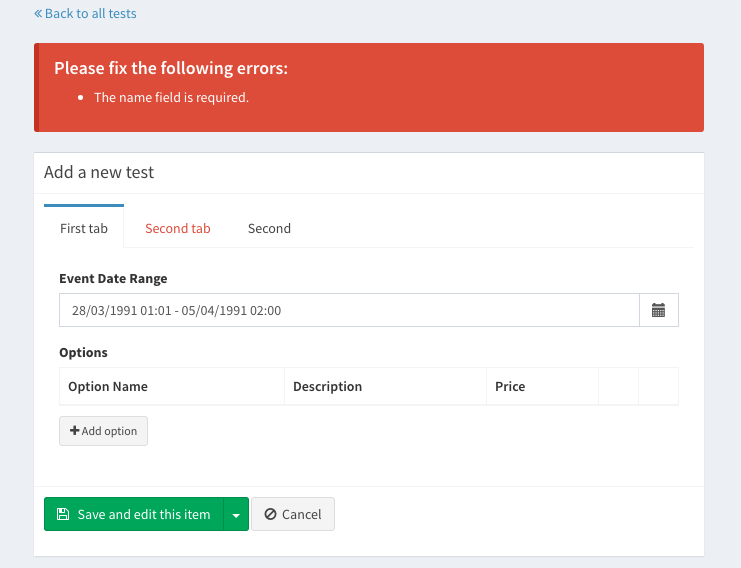 Back to all tests
Please fix the following errors:
The name field is required.
Add a new test
First tab Second tab Second
Event Date Range
28/03/1991 01:01 - 05/04/1991 02:00
Options
Option Name Description Price
Add option
Save and edit this item Cancel